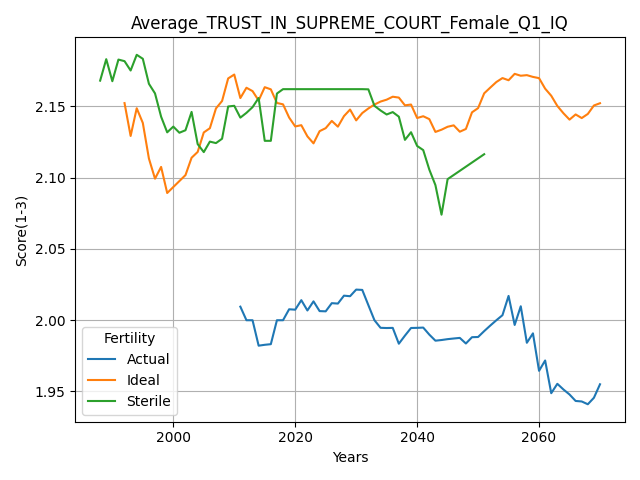 Average_TRUST_IN_SUPREME_COURT_Female_Q1_IQ
Score(1-3)
2.15
2.10
2.05
2.00
1.95
Fertility
Actual
Ideal
Sterile
2000
2020
2040
2060
Years